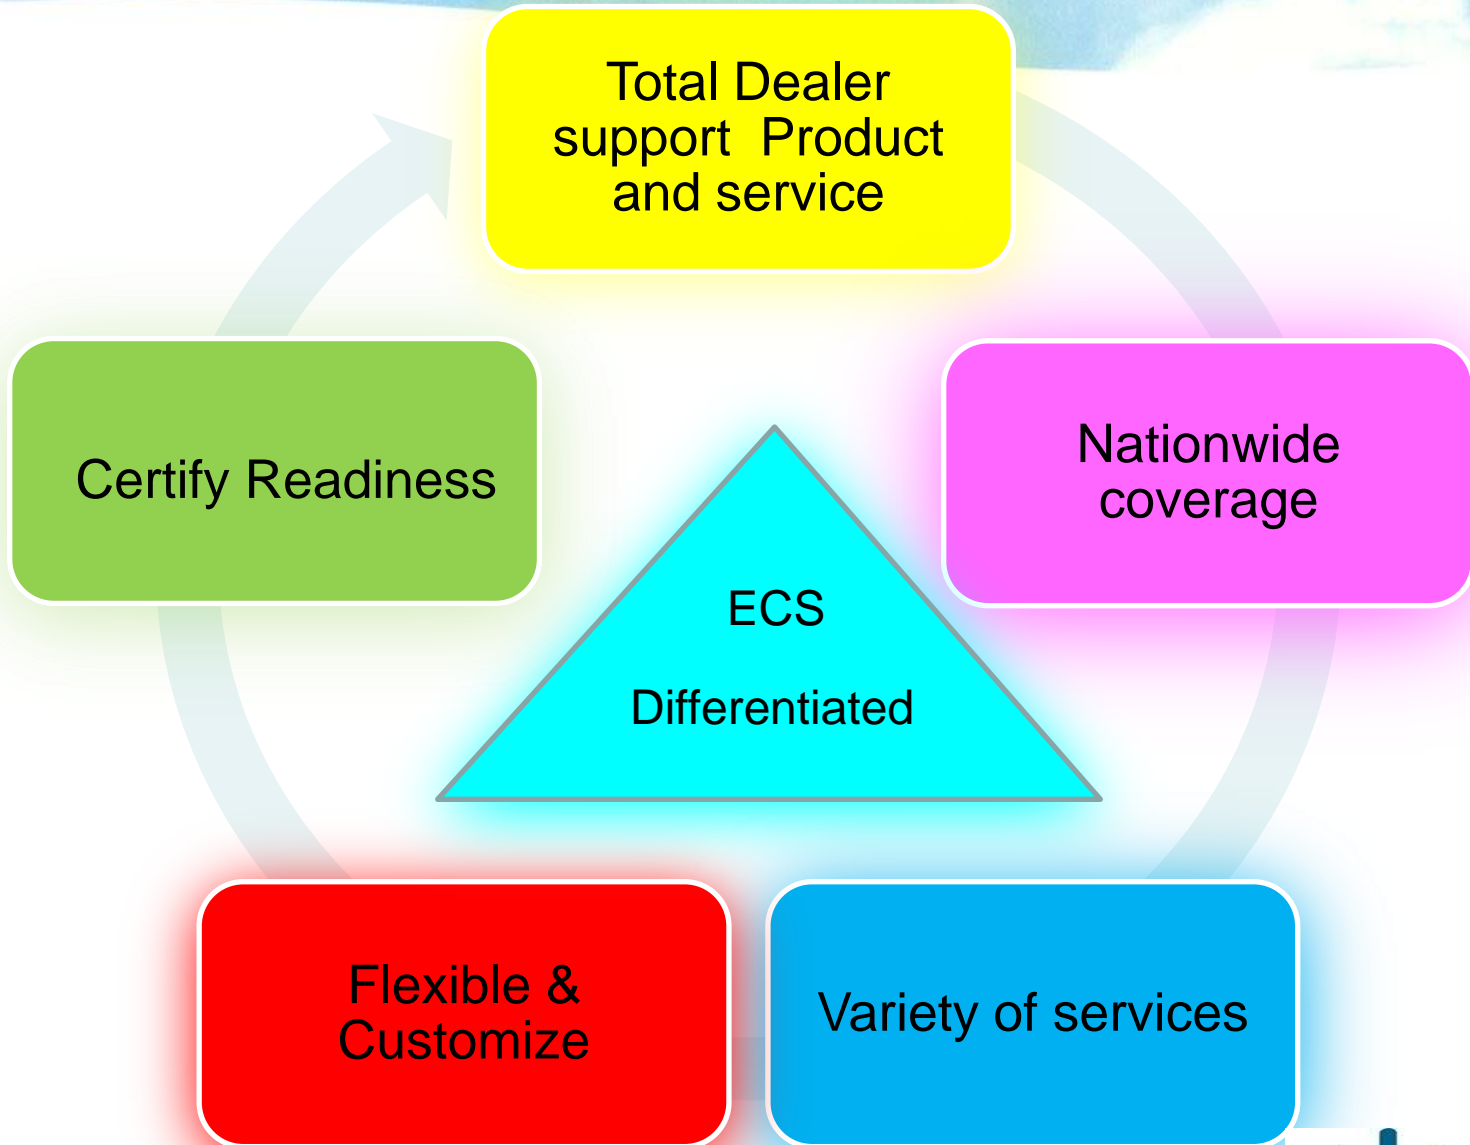 Total Dealer
support  Product
and service
Nationwide
coverage
Certify Readiness
ECS
Differentiated
Flexible &
Customize
Variety of services